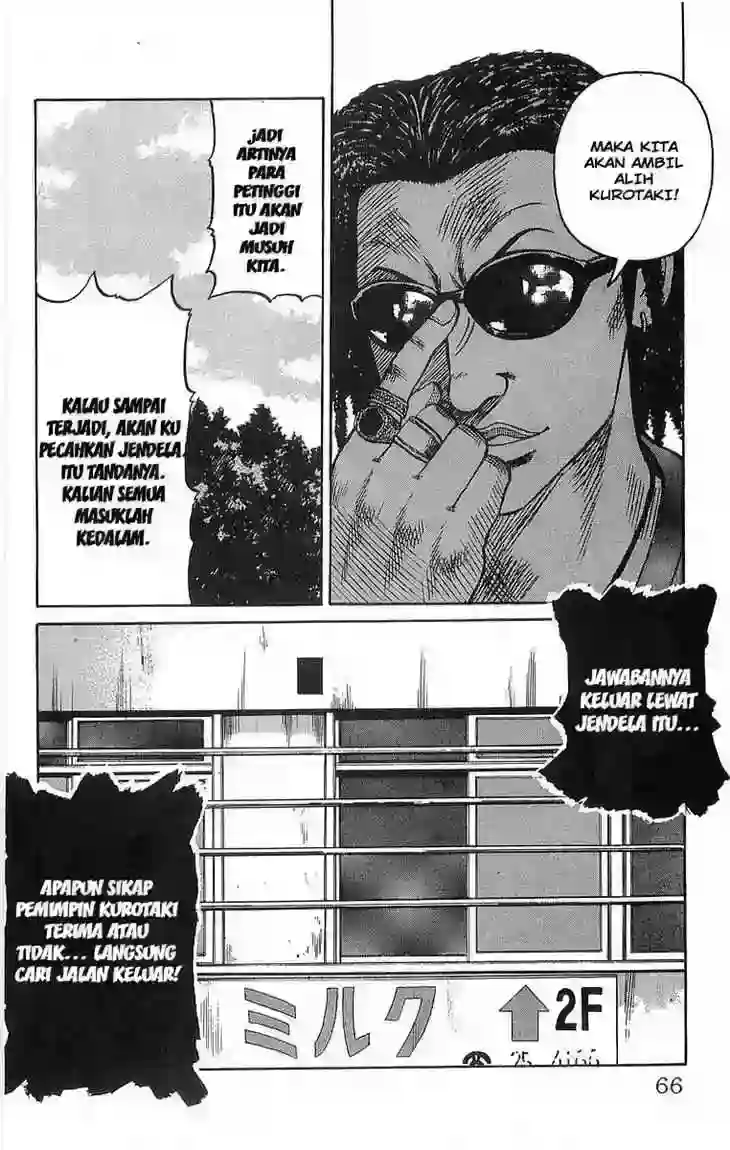 MAKA KITA
AKAN AMBIL
ALIH
KUROTAKI!
JADI
ARTINYA
PARA
PETINGGI
ITU AKAN
JADI
MUSUH
KITA.
KALAU SAMPAI
TERJADI, AKAN KU
PECAHKAN JENDELA
ITU TANDANYA.
KALIAN SEMUA
MASUKLAH
KEDALAM.
JAWABANNYA
KELUAR LEWAT
JENDELA ITU...
APAPUN SIKAP
PEMIMPIN KUROTAKI
TERIMA ATAU
TIDAK... LANGSUNG
CARI JALAN KELUAR!
ミルク
2F
66